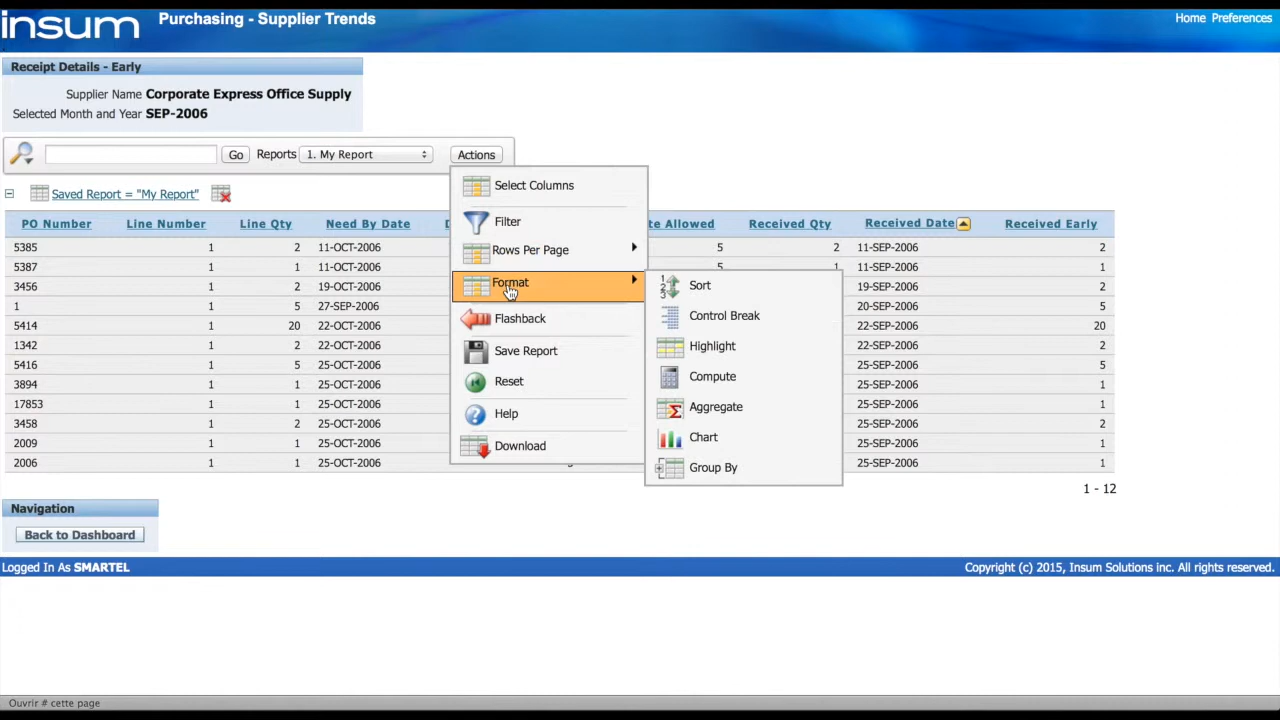 insum Purchasing - Supplier Trends Home Preferences
Receipt Details - Early
Supplier Name Corporate Express Office Supply
Selected Month and Year SEP-2006
Go Reports 1. My Report Actions
Saved Report = "My Report"
Select Columns
Filter
Rows Per Page
Format
Flashback
Save Report
Reset
Help
Download
Sort
Control Break
Highlight
Compute
Aggregate
Chart
Group By
PO Number Line Number Line Qty Need By Date Allowed Received Qty Received Date Received Early
5385 1 2 11-OCT-2006 5 2 11-SEP-2006 2
5387 1 1 11-OCT-2006 5 1 11-SEP-2006 1
3456 1 2 19-OCT-2006 19-SEP-2006 2
1 1 5 27-SEP-2006 20-SEP-2006 5
5414 1 20 22-OCT-2006 22-SEP-2006 20
1342 1 2 22-OCT-2006 22-SEP-2006 2
5416 1 5 25-OCT-2006 25-SEP-2006 5
3894 1 1 25-OCT-2006 25-SEP-2006 1
17853 1 1 25-OCT-2006 25-SEP-2006 1
3458 1 2 25-OCT-2006 25-SEP-2006 2
2009 1 1 25-OCT-2006 25-SEP-2006 1
2006 1 1 25-OCT-2006 25-SEP-2006 1
1 - 12
Navigation
Back to Dashboard
Logged In As SMARTEL Copyright (c) 2015, Insum Solutions inc. All rights reserved.
Ouvrir # cette page